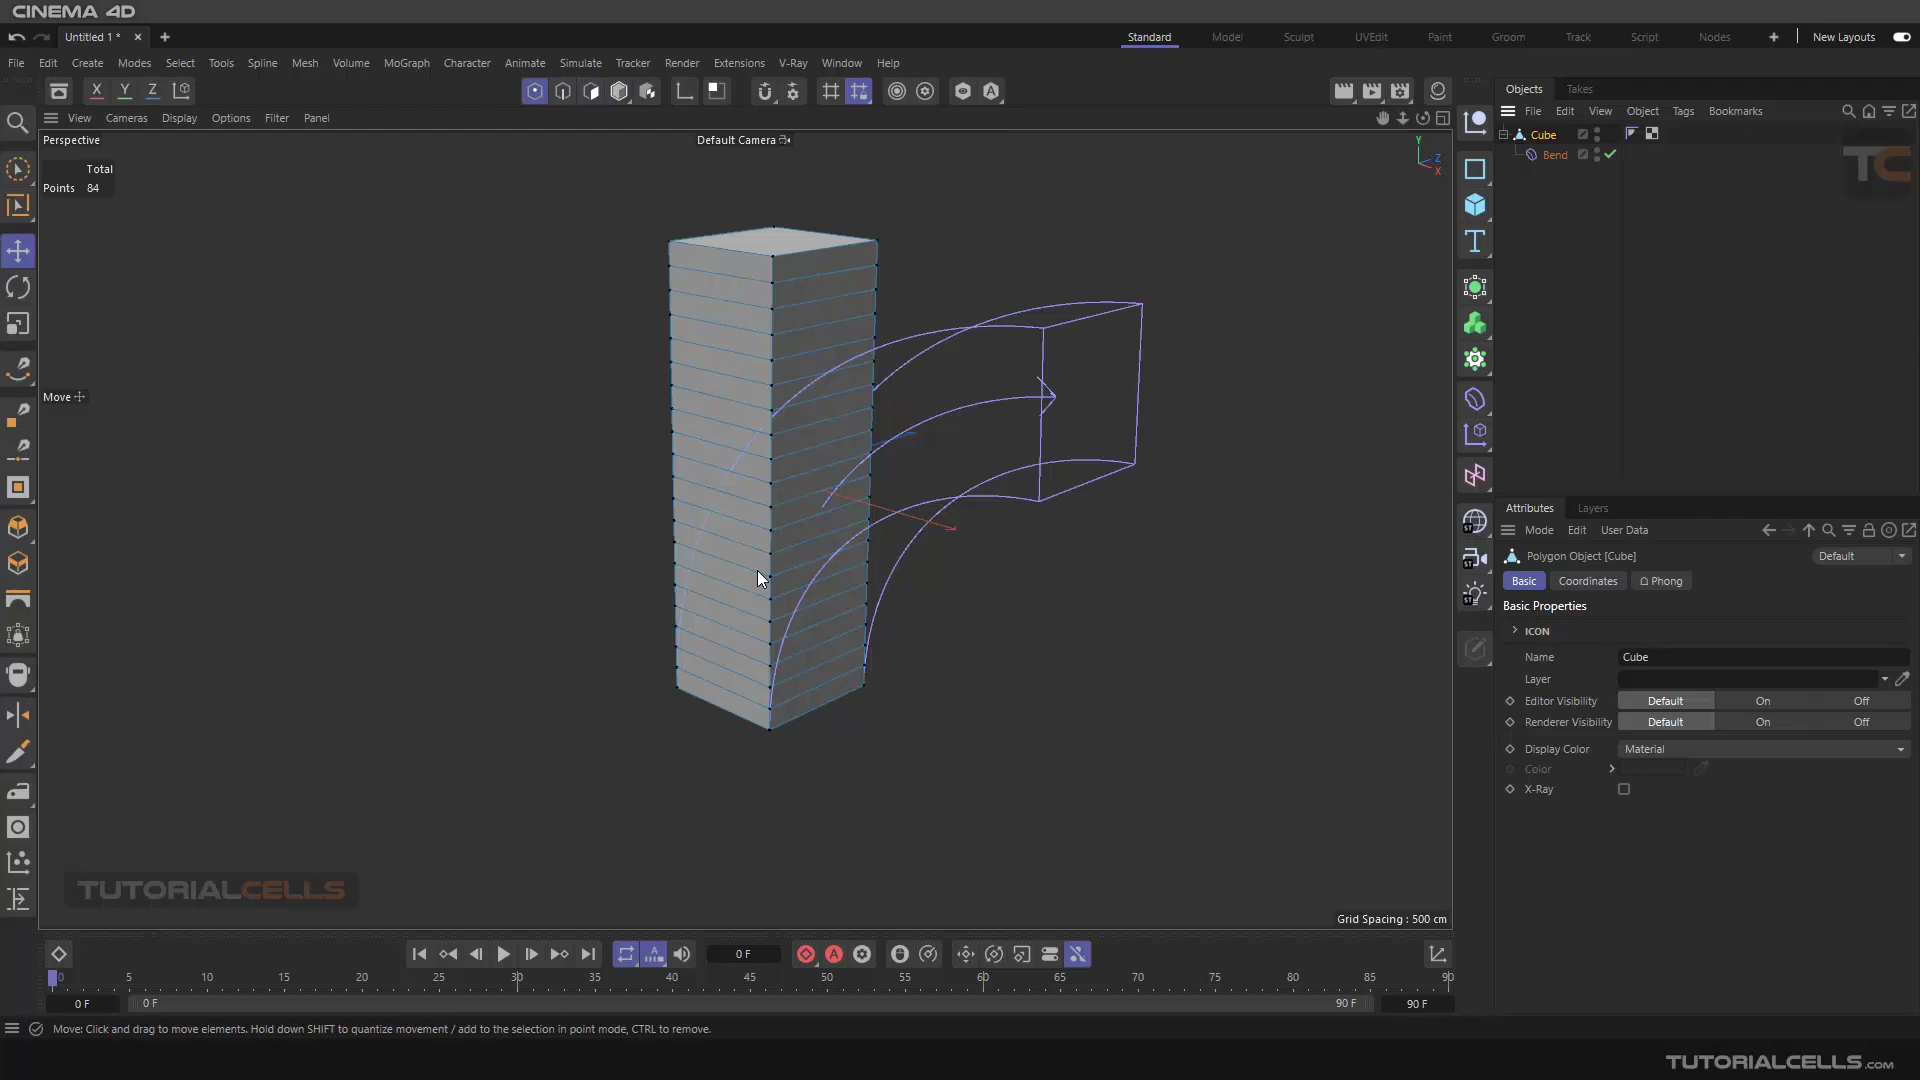 CINEMA 4D
Untitled 1 *
Standard
Model
Sculpt
UVEdit
Paint
Groom
Track
Script
Nodes
New Layouts
File Edit Create Modes Select Tools Spline Mesh Volume MoGraph Character Animate Simulate Tracker Render Extensions V-Ray Window Help
X Y Z
Objects Takes
View Cameras Display Options Filter Panel
File Edit View Object Tags Bookmarks
Perspective
Default Camera
Total
Points 84
Y
Z
X
Cube
Bend
TC
Move
Attributes Layers
Mode Edit User Data
Polygon Object [Cube]
Default
Basic Coordinates Phong
Basic Properties
ICON
Name Cube
Layer
Editor Visibility Default On Off
Renderer Visibility Default On Off
Display Color Material
Color
X-Ray
TUTORIALCELLS
Grid Spacing : 500 cm
0 F
0 5 10 15 20 25 30 35 40 45 50 55 60 65 70 75 80 85 90
0 F 0 F 90 F 90 F
Move: Click and drag to move elements. Hold down SHIFT to quantize movement / add to the selection in point mode, CTRL to remove.
TUTORIALCELLS.com